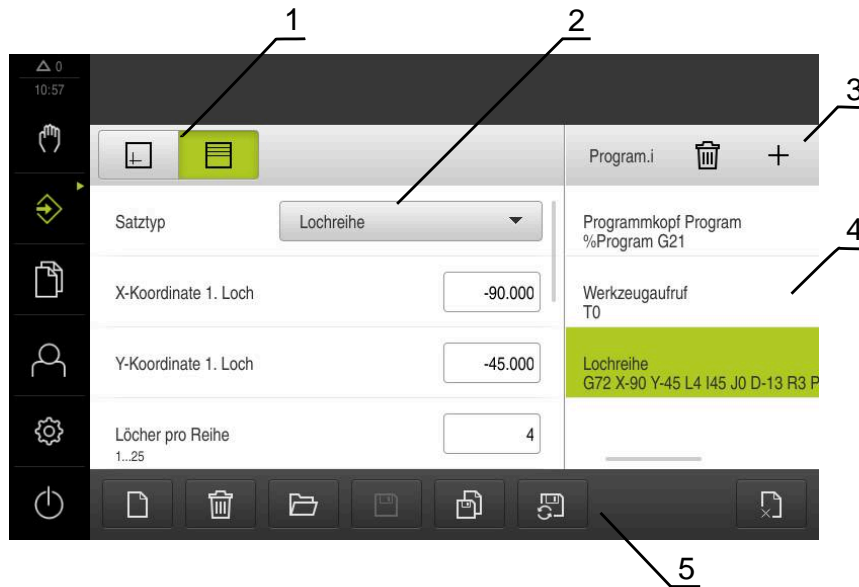 1
2
3
4
5
0
10:57
Program.i
Satztyp
Lochreihe
X-Koordinate 1. Loch
-90.000
Y-Koordinate 1. Loch
-45.000
Löcher pro Reihe
1...25
4
Programmkopf Program
%Program G21
Werkzeugaufruf
T0
Lochreihe
G72 X-90 Y-45 L4 I45 J0 D-13 R3 P